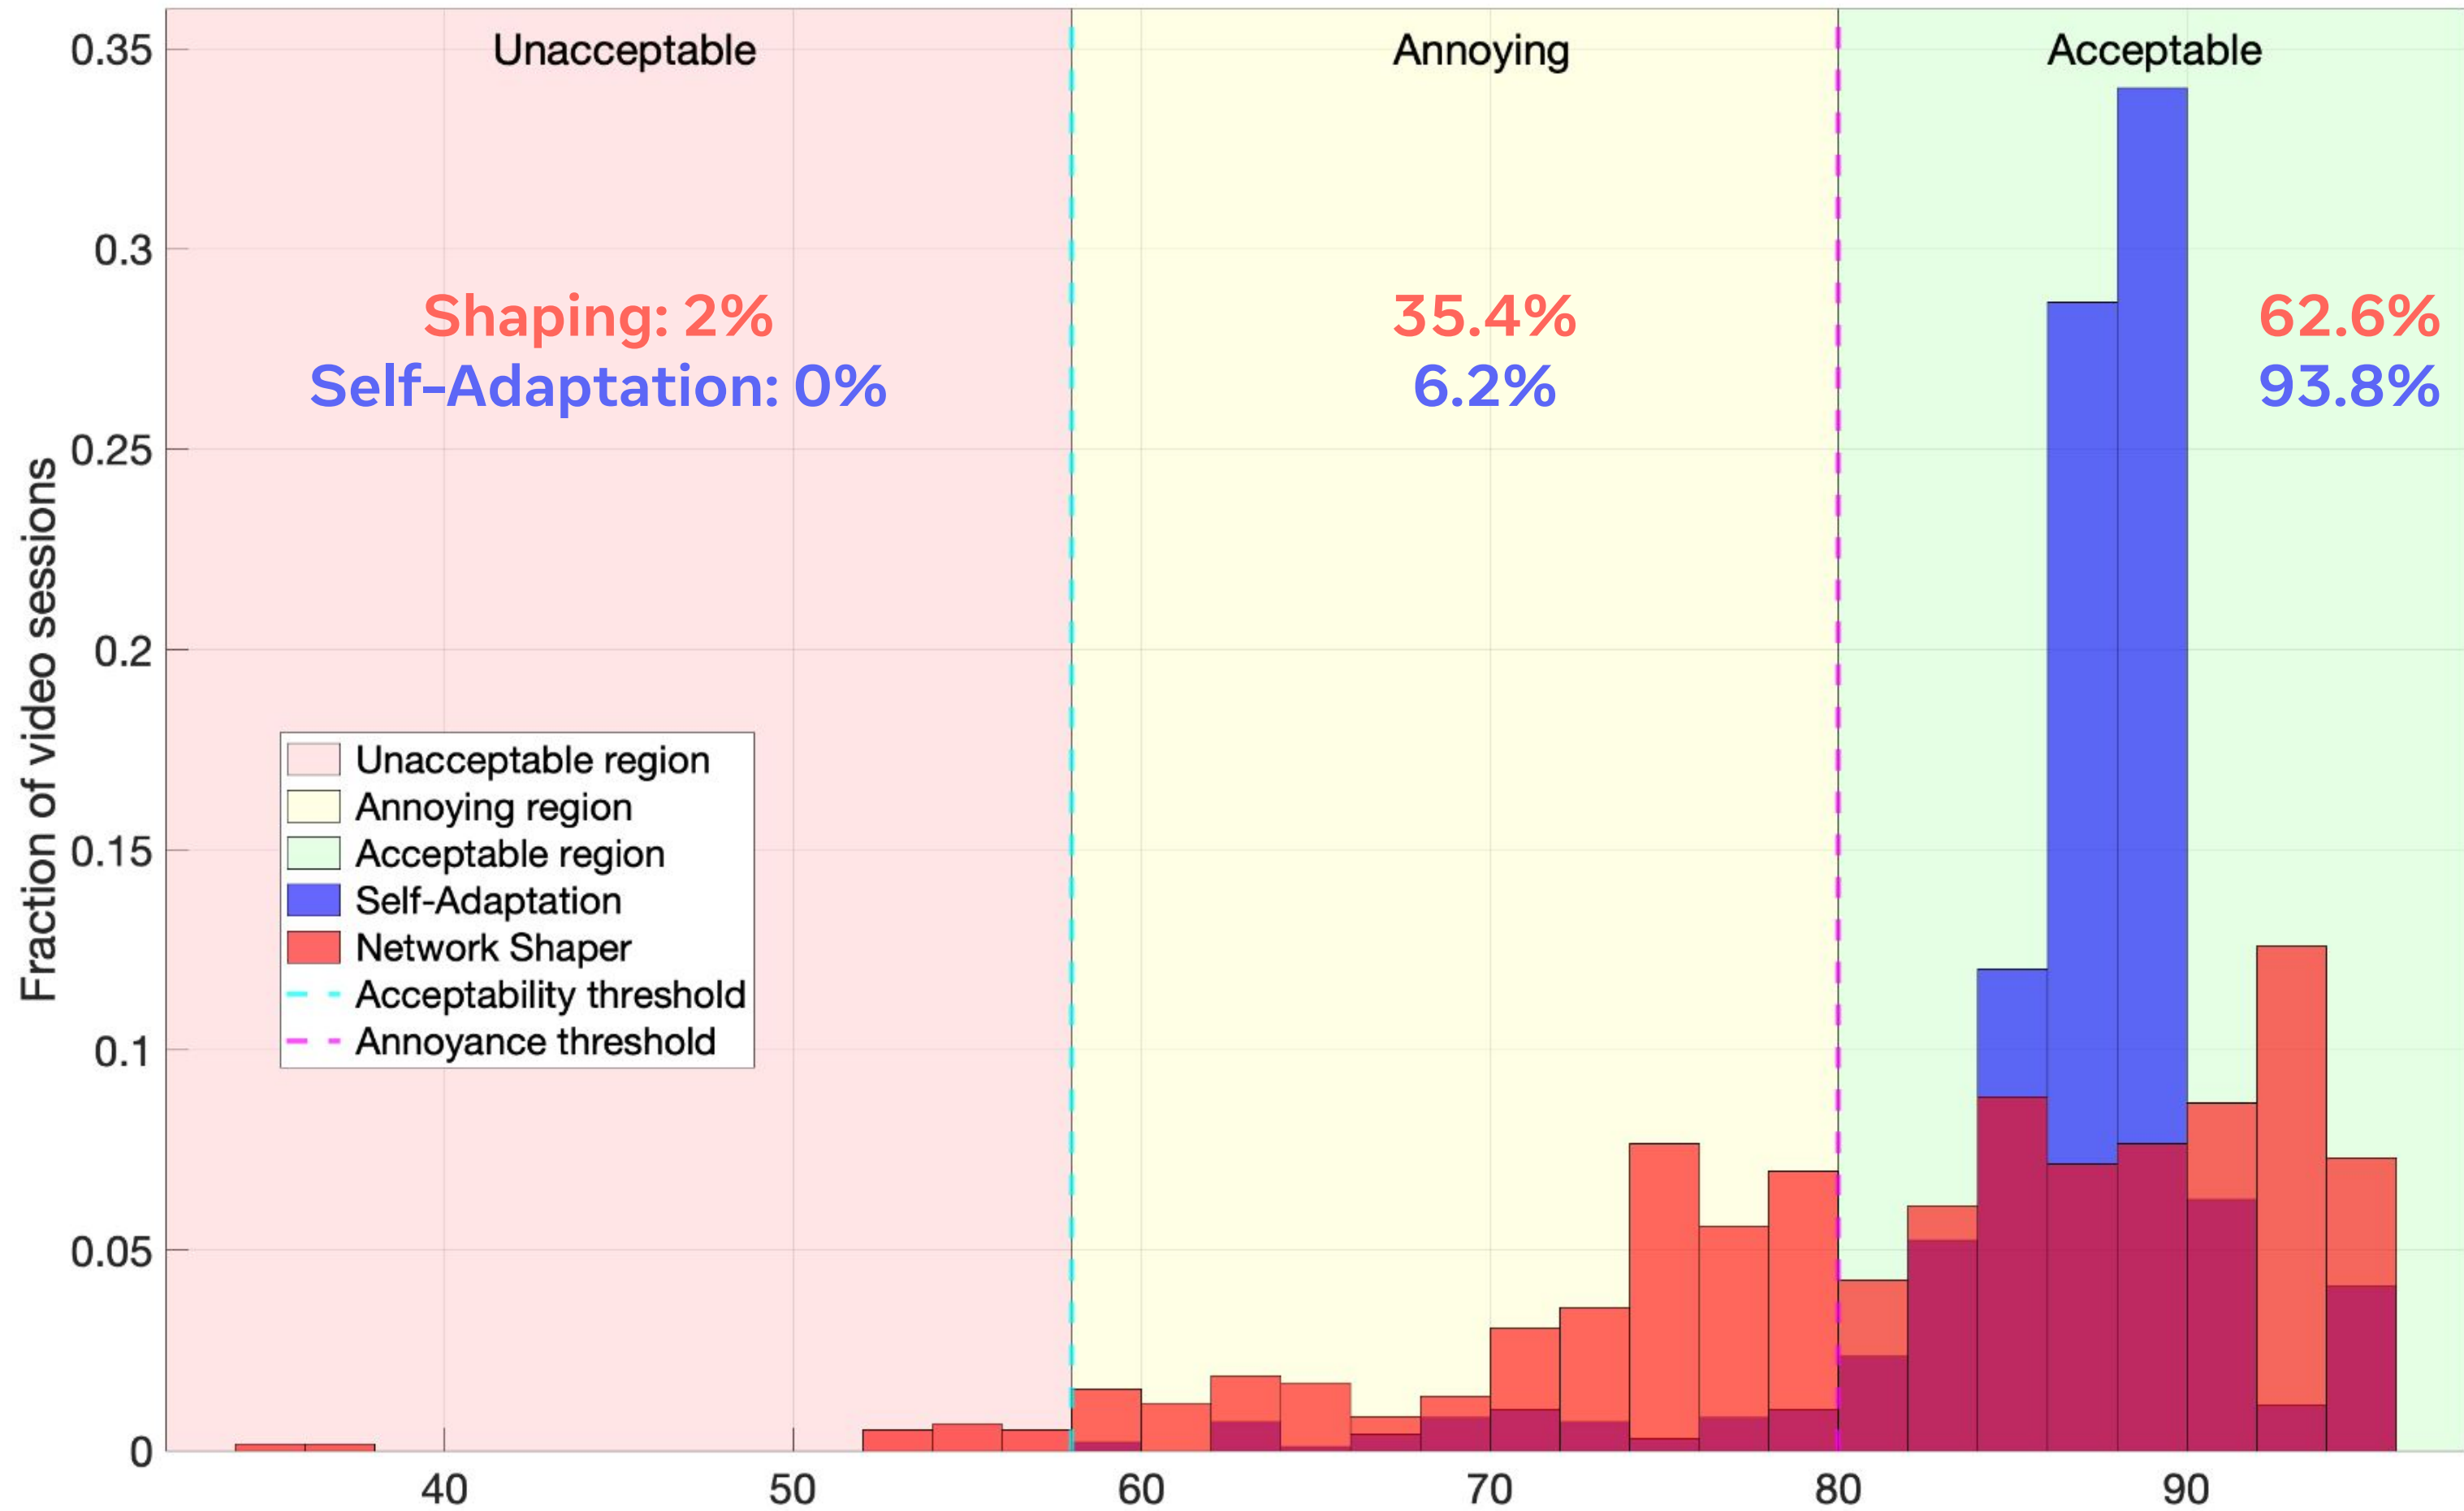 Unacceptable
Annoying
Acceptable
0.35
0.3
0.25
0.2
0.15
0.1
0.05
0
Fraction of video sessions
Shaping: 2%
Self-Adaptation: 0%
35.4%
6.2%
62.6%
93.8%
Unacceptable region
Annoying region
Acceptable region
Self-Adaptation
Network Shaper
Acceptability threshold
Annoyance threshold
40
50
60
70
80
90